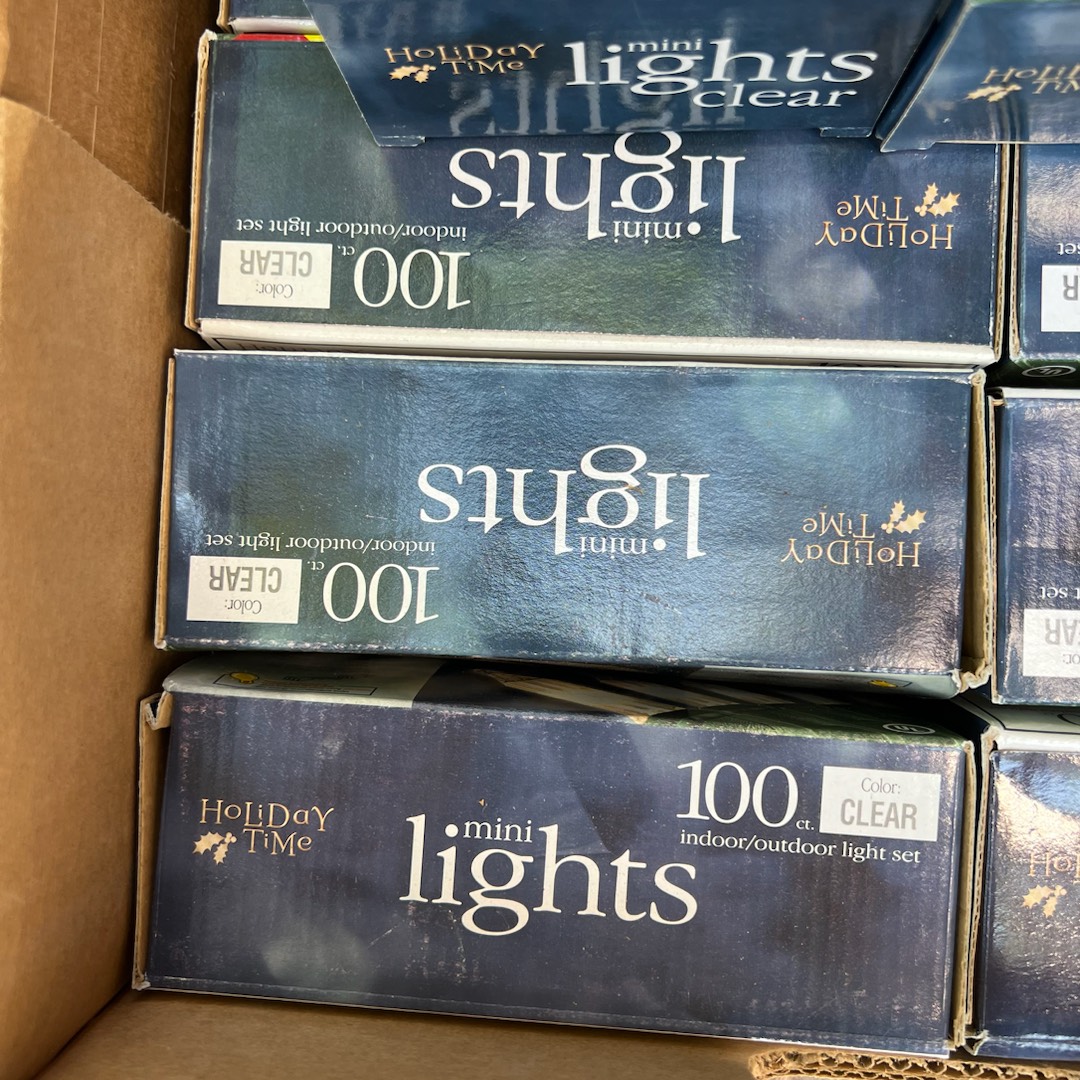 HOLiDaY
TiMe
mini
lights
clear
HOLiDaY
TiMe
mini
lights
100 ct.
indoor/outdoor light set
Color:
CLEAR
HOLiDaY
TiMe
mini
lights
100 ct.
indoor/outdoor light set
Color:
CLEAR
HOLiDaY
TiMe
mini
lights
100 ct.
indoor/outdoor light set
Color:
CLEAR